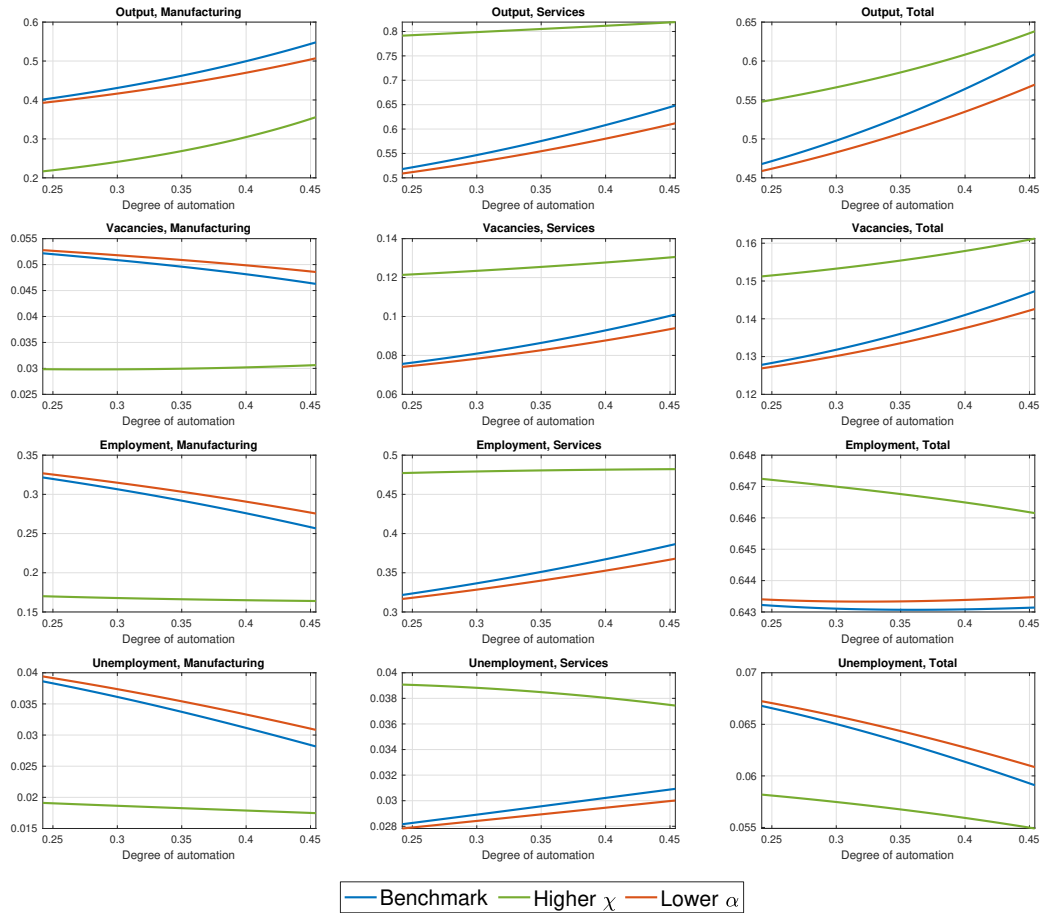 Output, Manufacturing
0.6
0.5
0.4
0.3
0.2
0.25 0.3 0.35 0.4 0.45
Degree of automation
Output, Services
0.8
0.7
0.6
0.5
0.25 0.3 0.35 0.4 0.45
Degree of automation
Output, Total
0.65
0.6
0.55
0.5
0.45
0.25 0.3 0.35 0.4 0.45
Degree of automation
Vacancies, Manufacturing
0.055
0.05
0.045
0.04
0.035
0.03
0.025
0.25 0.3 0.35 0.4 0.45
Degree of automation
Vacancies, Services
0.14
0.12
0.1
0.08
0.06
0.25 0.3 0.35 0.4 0.45
Degree of automation
Vacancies, Total
0.16
0.15
0.14
0.13
0.12
0.25 0.3 0.35 0.4 0.45
Degree of automation
Employment, Manufacturing
0.35
0.3
0.25
0.2
0.15
0.25 0.3 0.35 0.4 0.45
Degree of automation
Employment, Services
0.5
0.45
0.4
0.35
0.3
0.25 0.3 0.35 0.4 0.45
Degree of automation
Employment, Total
0.648
0.647
0.646
0.645
0.644
0.643
0.25 0.3 0.35 0.4 0.45
Degree of automation
Unemployment, Manufacturing
0.04
0.035
0.03
0.025
0.02
0.015
0.25 0.3 0.35 0.4 0.45
Degree of automation
Unemployment, Services
0.04
0.038
0.036
0.034
0.032
0.03
0.028
0.25 0.3 0.35 0.4 0.45
Degree of automation
Unemployment, Total
0.07
0.065
0.06
0.055
0.25 0.3 0.35 0.4 0.45
Degree of automation
Benchmark Higher χ Lower α